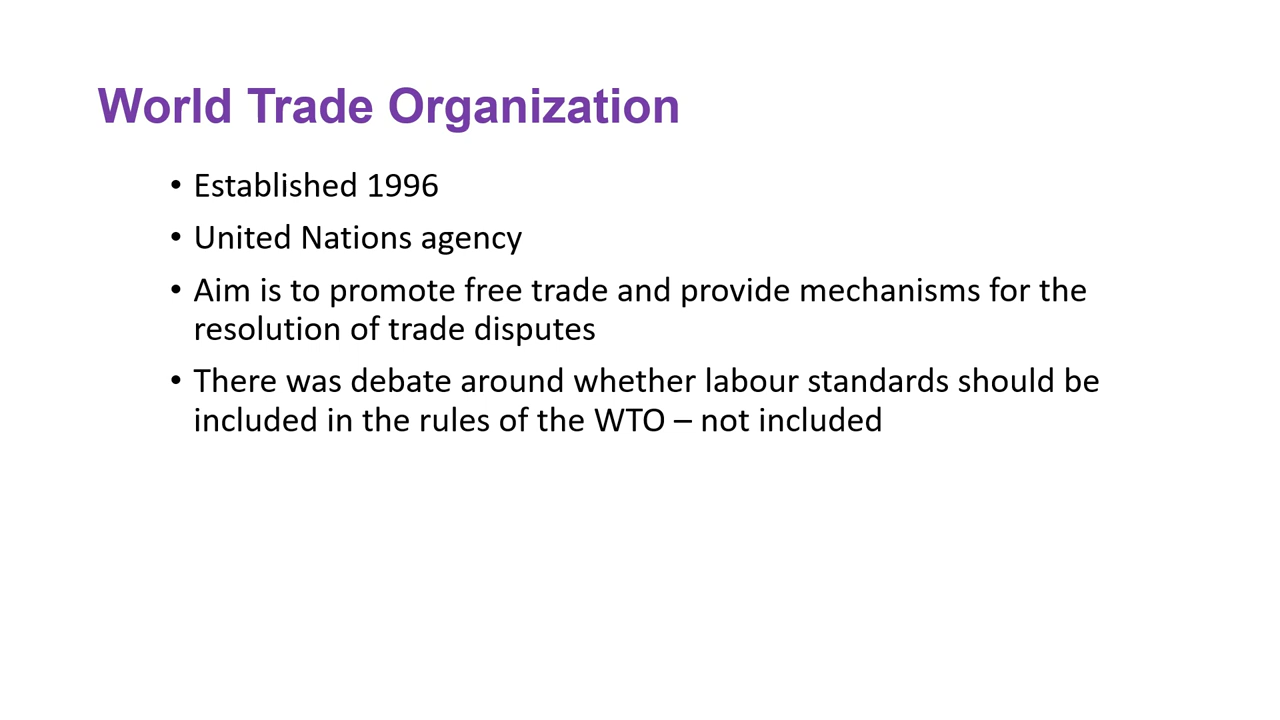 World Trade Organization
• Established 1996
• United Nations agency
• Aim is to promote free trade and provide mechanisms for the
resolution of trade disputes
• There was debate around whether labour standards should be
included in the rules of the WTO – not included